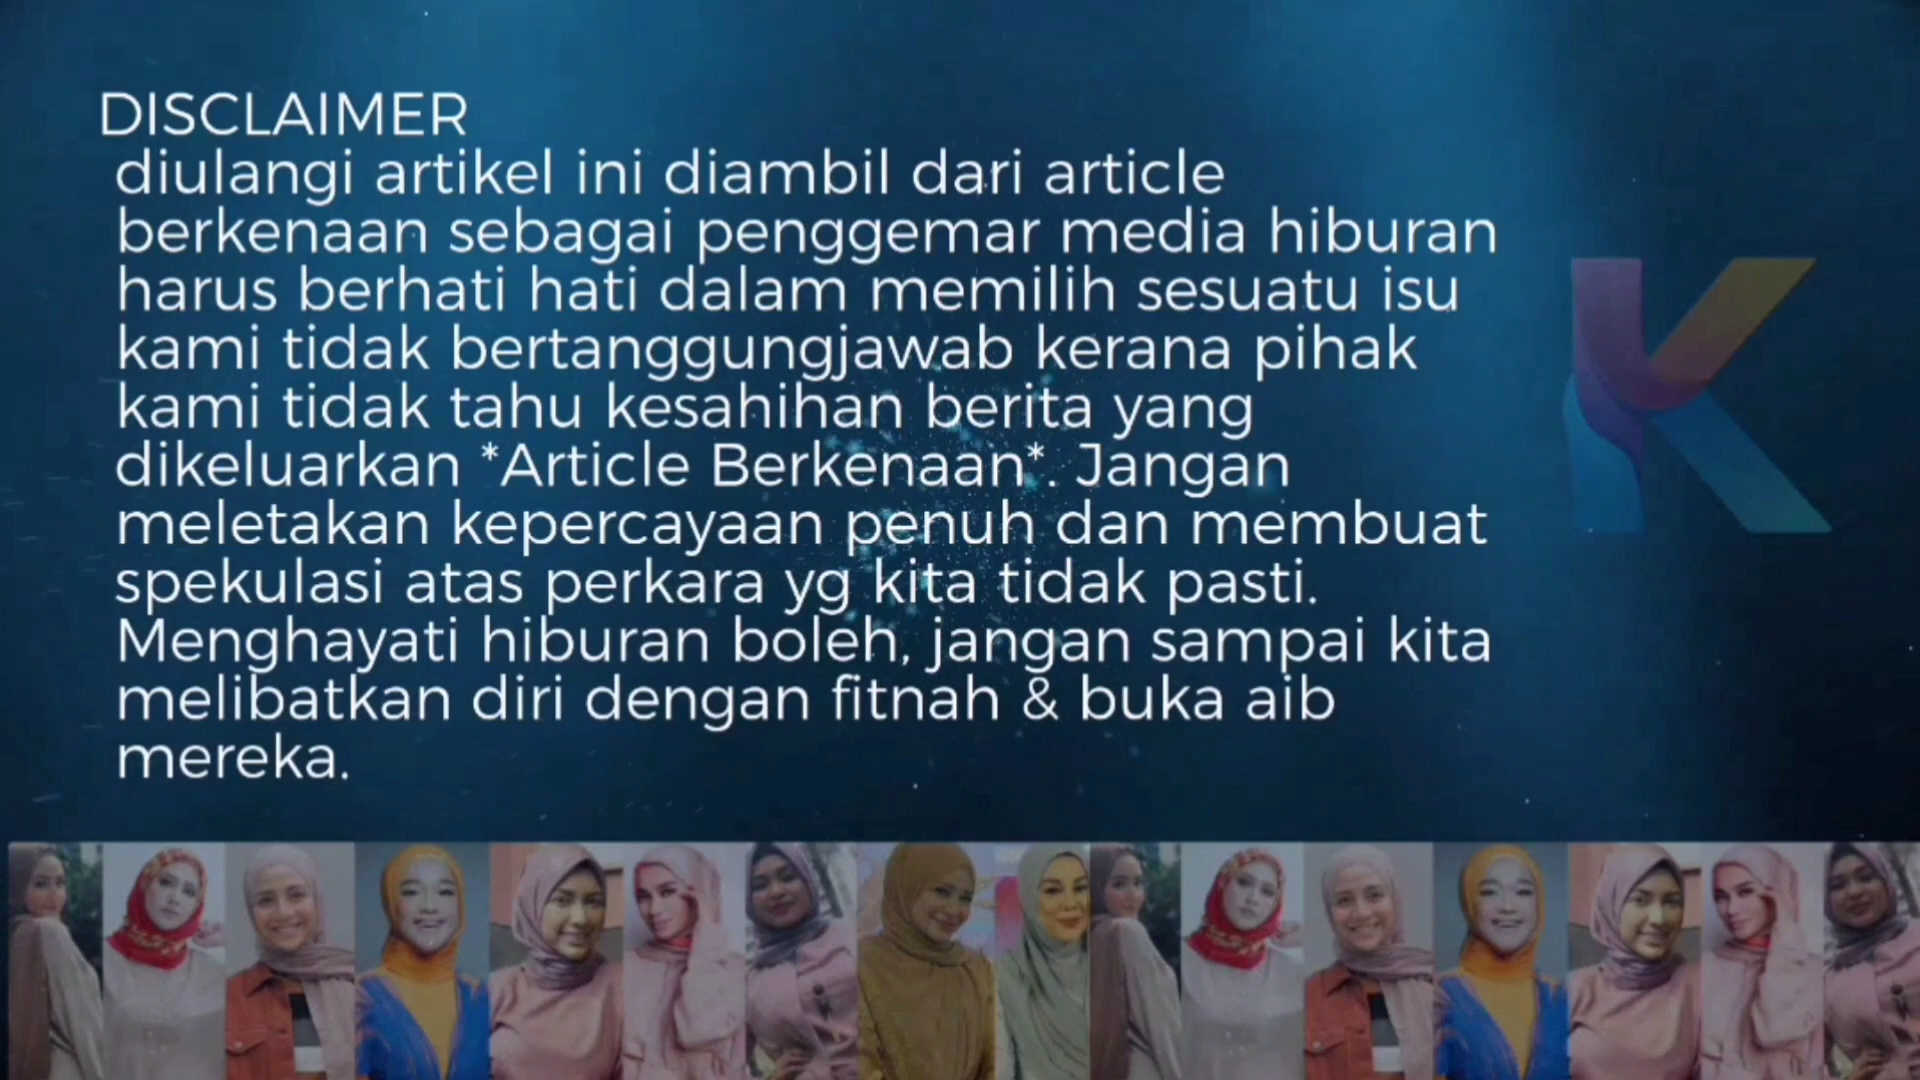 DISCLAIMER
diulangi artikel ini diambil dari article
berkenaan sebagai penggemar media hiburan
harus berhati hati dalam memilih sesuatu isu
kami tidak bertanggungjawab kerana pihak
kami tidak tahu kesahihan berita yang
dikeluarkan *Article Berkenaan*. Jangan
meletakan kepercayaan penuh dan membuat
spekulasi atas perkara yg kita tidak pasti.
Menghayati hiburan boleh, jangan sampai kita
melibatkan diri dengan fitnah & buka aib
mereka.
K